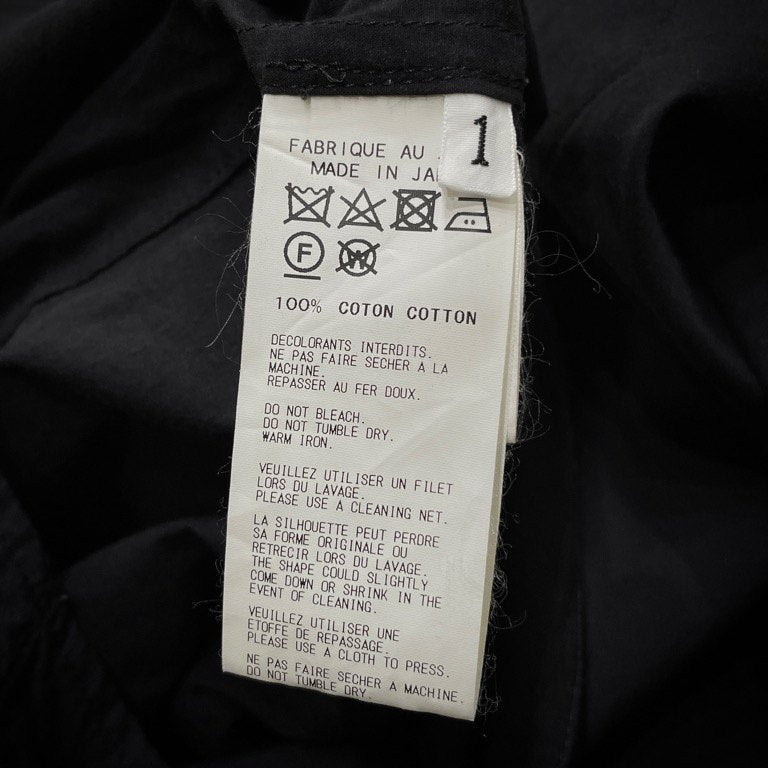 1
FABRIQUE AU
MADE IN
F
W
100% COTON COTTON
DECOLORANTS INTERDITS.
NE PAS FAIRE SECHER A LA
MACHINE.
REPASSER AU FER DOUX.
DO NOT BLEACH.
DO NOT TUMBLE DRY.
WARM IRON.
VEUILLEZ UTILISER UN FILET
LORS DU LAVAGE.
PLEASE USE A CLEANING NET.
LA SILHOUETTE PEUT PERDRE
SA FORME ORIGINALE OU
RETRECIR LORS DU LAVAGE.
THE SHAPE COULD SLIGHTLY
COME DOWN OR SHRINK IN THE
EVENT OF CLEANING.
VEUILLEZ UTILISER UNE
ETOFFE DE REPASSAGE.
PLEASE USE A CLOTH TO PRESS.
NE PAS FAIRE SECHER A MACHINE.
DO NOT TUMBLE DRY.